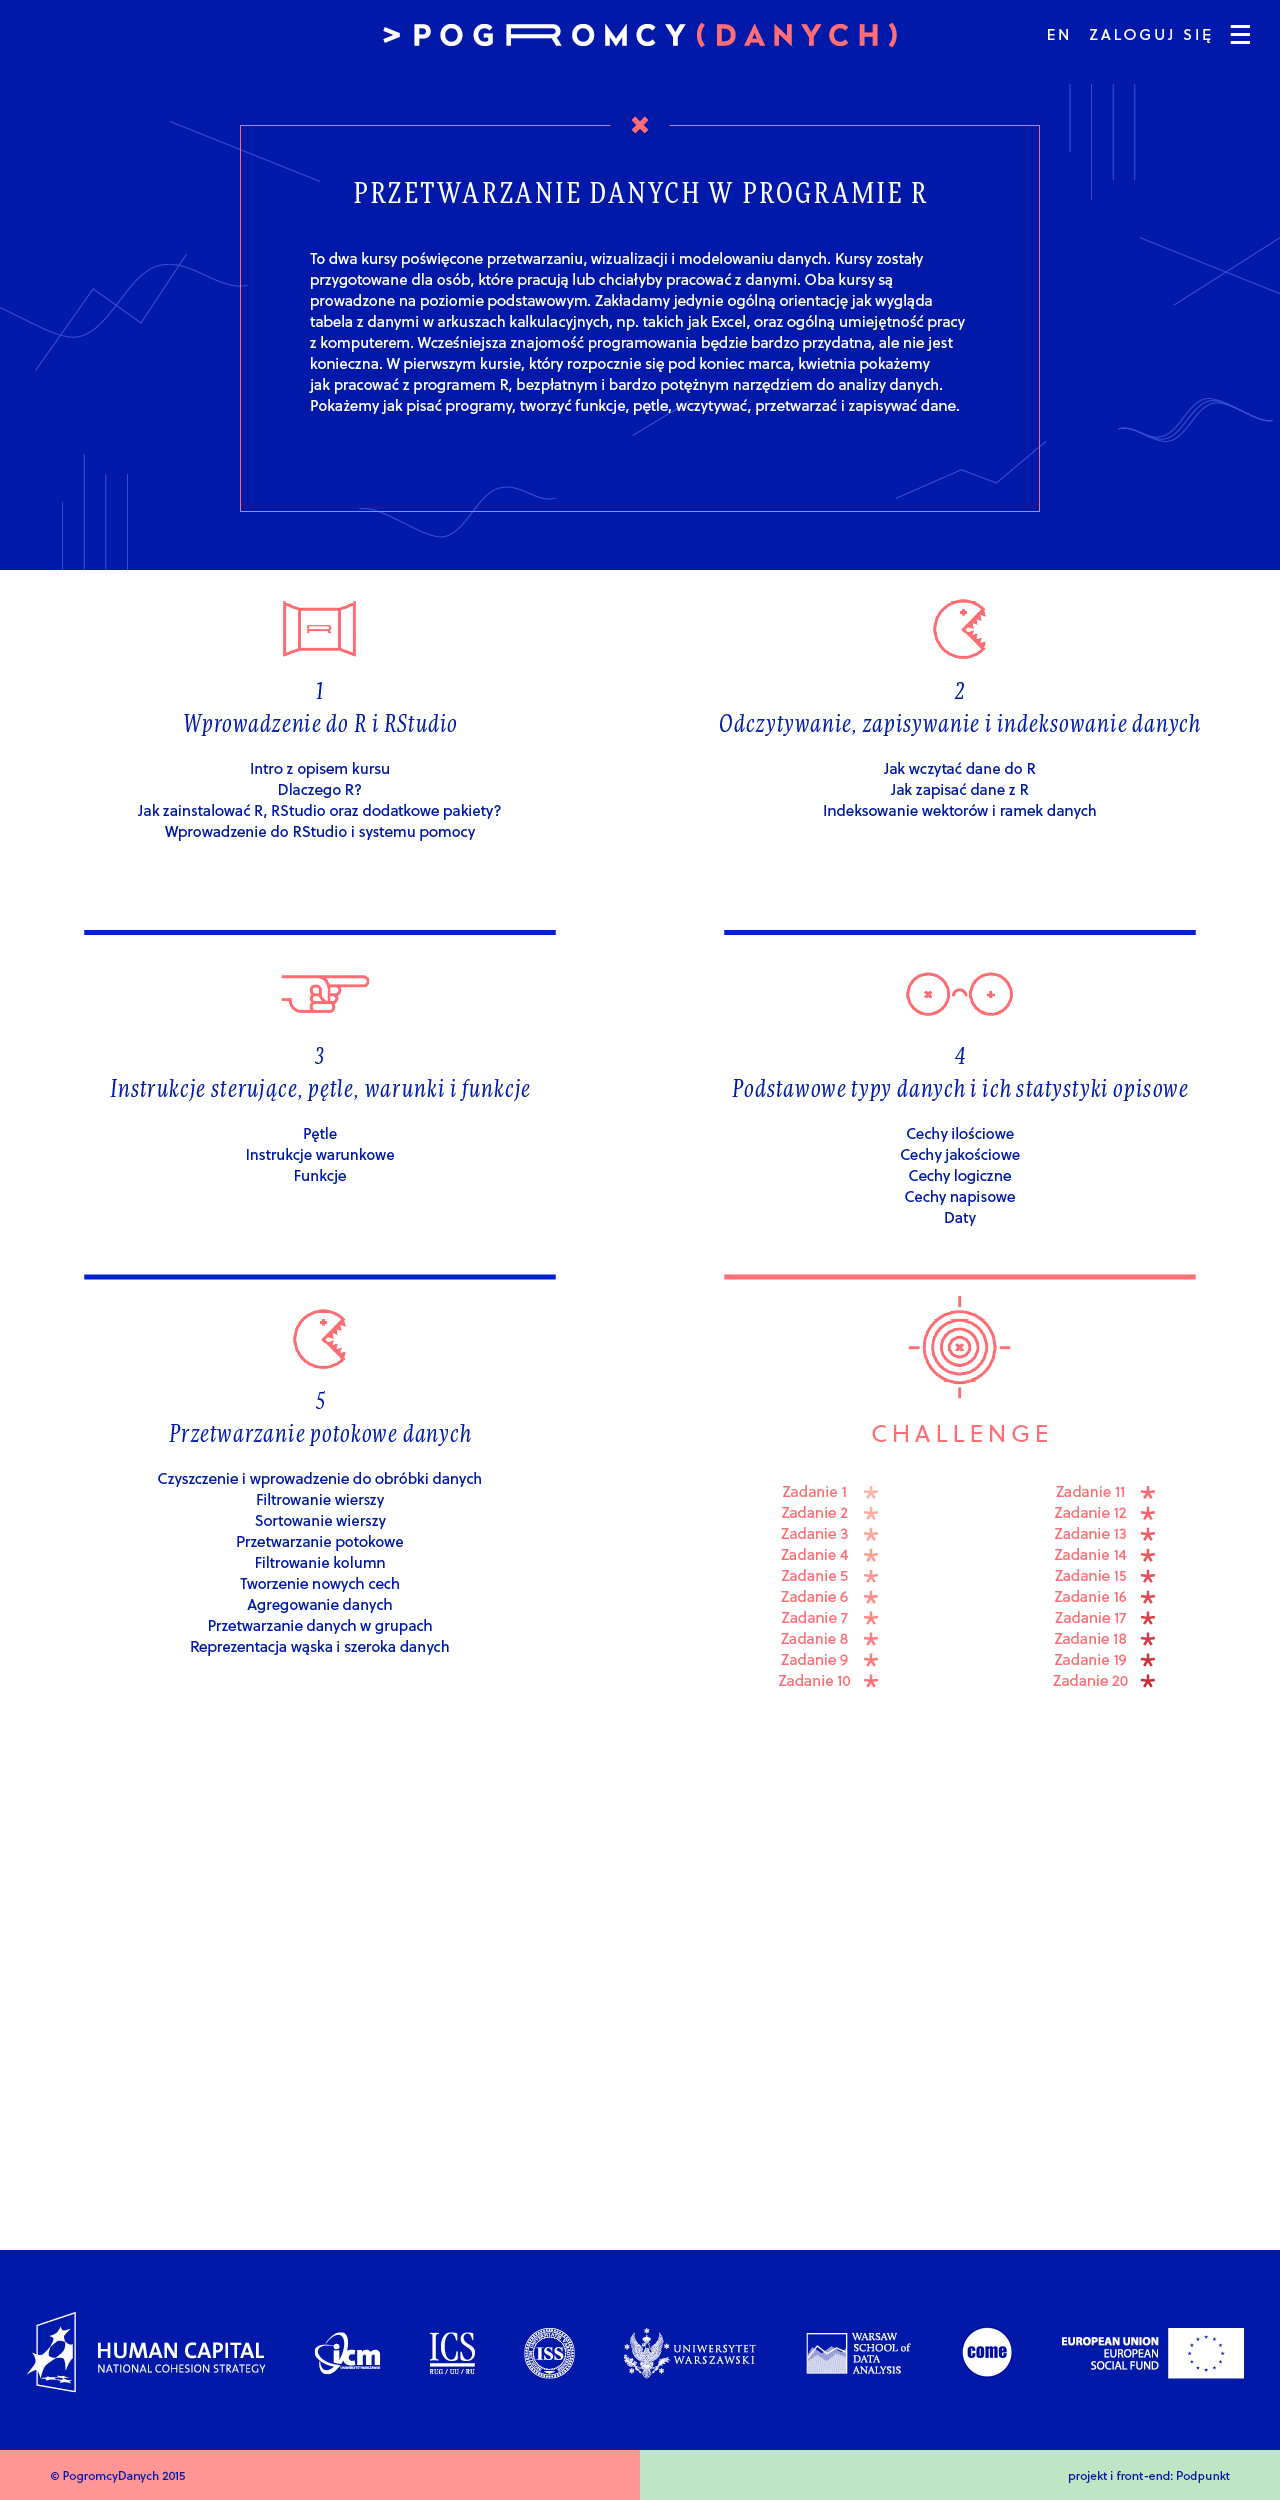 >POGROMCY(DANYCH)
EN ZALOGUJ SIĘ
PRZETWARZANIE DANYCH W PROGRAMIE R
To dwa kursy poświęcone przetwarzaniu, wizualizacji i modelowaniu danych. Kursy zostały
przygotowane dla osób, które pracują lub chciałyby pracować z danymi. Oba kursy są
prowadzone na poziomie podstawowym. Zakładamy jedynie ogólną orientację jak wygląda
tabela z danymi w arkuszach kalkulacyjnych, np. takich jak Excel, oraz ogólną umiejętność pracy
z komputerem. Wcześniejsza znajomość programowania będzie bardzo przydatna, ale nie jest
konieczna. W pierwszym kursie, który rozpocznie się pod koniec marca, kwietnia pokażemy
jak pracować z programem R, bezpłatnym i bardzo potężnym narzędziem do analizy danych.
Pokażemy jak pisać programy, tworzyć funkcje, pętle, wczytywać, przetwarzać i zapisywać dane.
R
1
Wprowadzenie do R i RStudio
Intro z opisem kursu
Dlaczego R?
Jak zainstalować R, RStudio oraz dodatkowe pakiety?
Wprowadzenie do RStudio i systemu pomocy
2
Odczytywanie, zapisywanie i indeksowanie danych
Jak wczytać dane do R
Jak zapisać dane z R
Indeksowanie wektorów i ramek danych
3
Instrukcje sterujące, pętle, warunki i funkcje
Pętle
Instrukcje warunkowe
Funkcje
4
Podstawowe typy danych i ich statystyki opisowe
Cechy ilościowe
Cechy jakościowe
Cechy logiczne
Cechy napisowe
Daty
5
Przetwarzanie potokowe danych
Czyszczenie i wprowadzenie do obróbki danych
Filtrowanie wierszy
Sortowanie wierszy
Przetwarzanie potokowe
Filtrowanie kolumn
Tworzenie nowych cech
Agregowanie danych
Przetwarzanie danych w grupach
Reprezentacja wąska i szeroka danych
CHALLENGE
Zadanie 1
Zadanie 2
Zadanie 3
Zadanie 4
Zadanie 5
Zadanie 6
Zadanie 7
Zadanie 8
Zadanie 9
Zadanie 10
Zadanie 11
Zadanie 12
Zadanie 13
Zadanie 14
Zadanie 15
Zadanie 16
Zadanie 17
Zadanie 18
Zadanie 19
Zadanie 20
HUMAN CAPITAL
NATIONAL COHESION STRATEGY
icm
ICS
RUG / UU / RU
ISS
UNIWERSYTET
WARSZAWSKI
WARSAW
SCHOOL of
DATA
ANALYSIS
come
EUROPEAN UNION
EUROPEAN
SOCIAL FUND
© PogromcyDanych 2015
projekt i front-end: Podpunkt